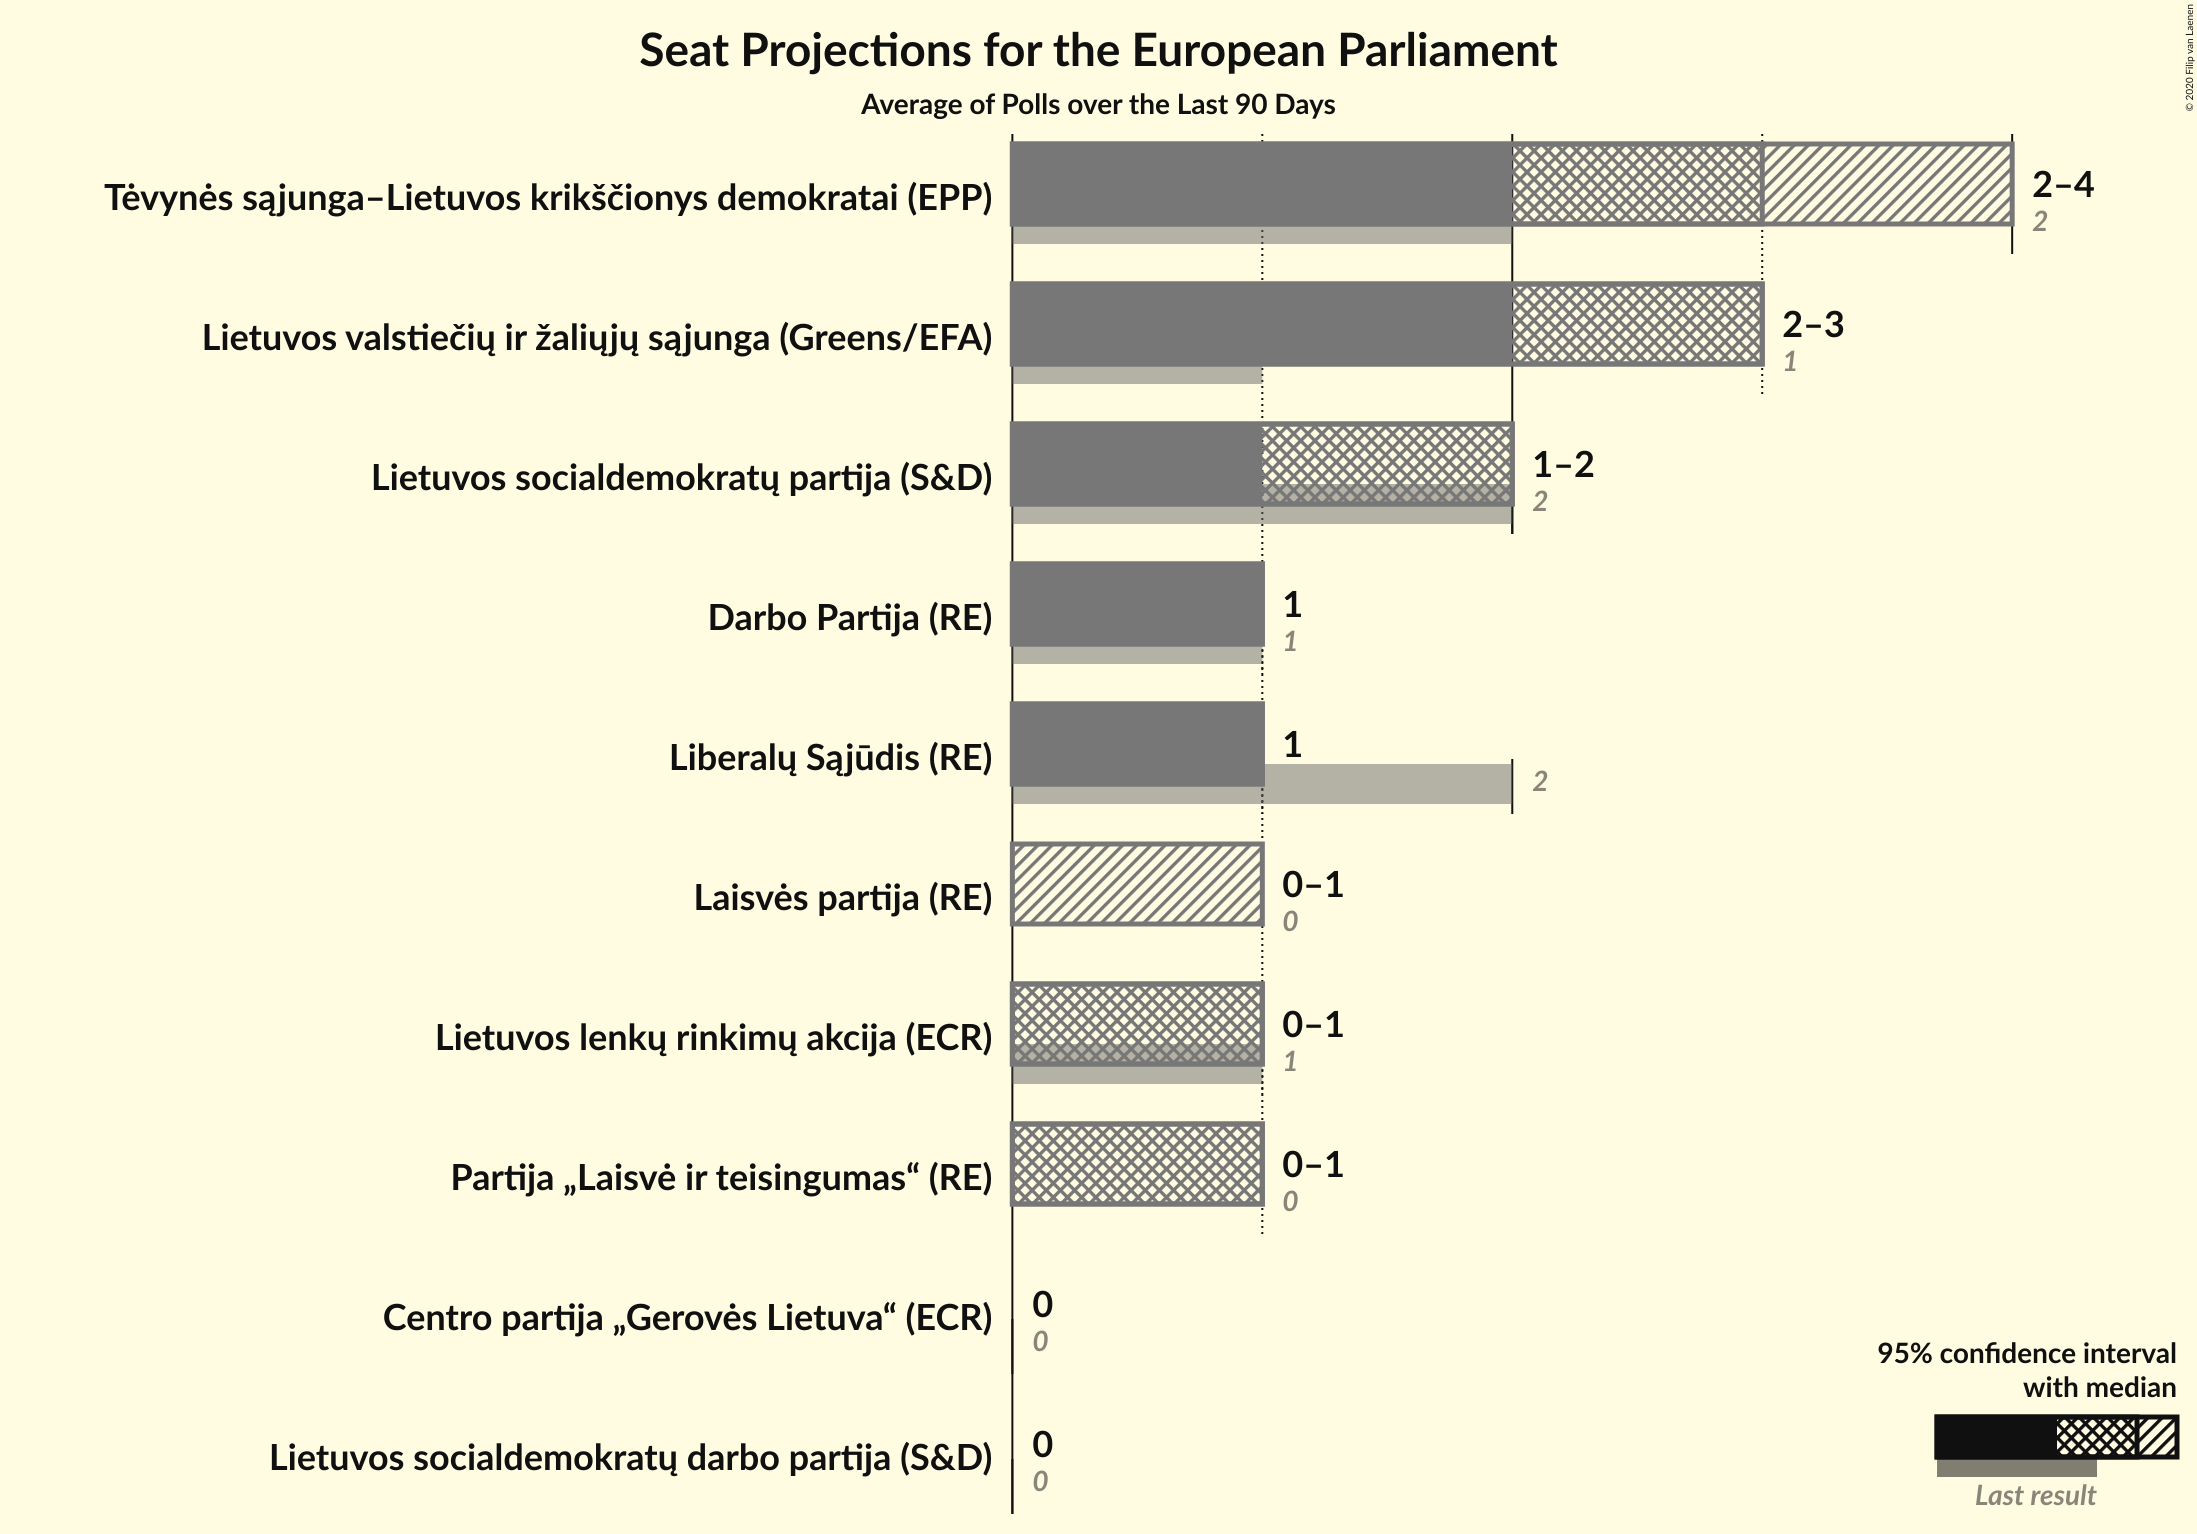 Seat Projections for the European Parliament
Average of Polls over the Last 90 Days
© 2020 Filip van Laenen
Tėvynės sąjunga–Lietuvos krikščionys demokratai (EPP)
2–4
2
Lietuvos valstiečių ir žaliųjų sąjunga (Greens/EFA)
2–3
1
Lietuvos socialdemokratų partija (S&D)
1–2
2
Darbo Partija (RE)
1
1
Liberalų Sąjūdis (RE)
1
2
Laisvės partija (RE)
0–1
0
Lietuvos lenkų rinkimų akcija (ECR)
0–1
1
Partija „Laisvė ir teisingumas“ (RE)
0–1
0
Centro partija „Gerovės Lietuva“ (ECR)
0
0
Lietuvos socialdemokratų darbo partija (S&D)
0
0
95% confidence interval
with median
Last result